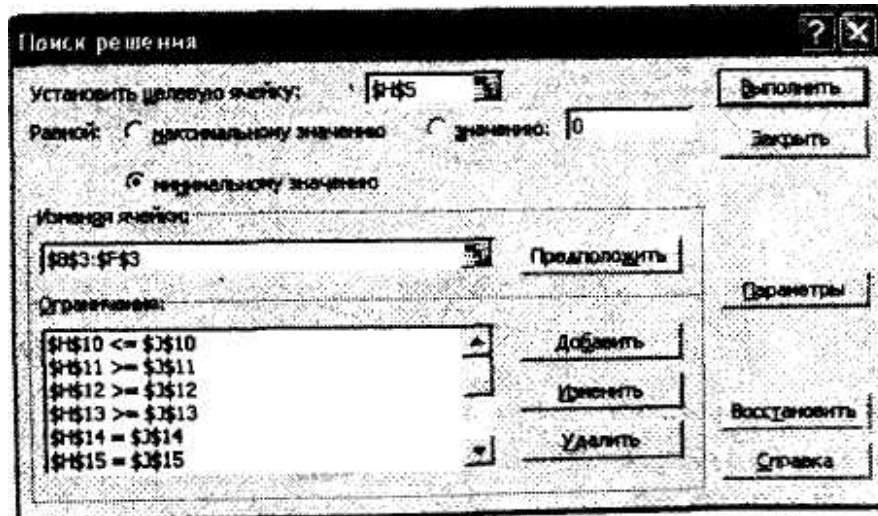 Поиск решения ? X
Установить целевую ячейку: $H$5 Выполнить
Равной: максимальному значению значению: 0 Закрыть
минимальному значению
Изменяя ячейки:
$B$3:$F$3 Предположить
Параметры
Ограничения:
$H$10 <= $J$10 Добавить
$H$11 >= $J$11
$H$12 >= $J$12 Изменить
$H$13 >= $J$13 Восстановить
$H$14 = $J$14 Удалить
$H$15 = $J$15 Справка